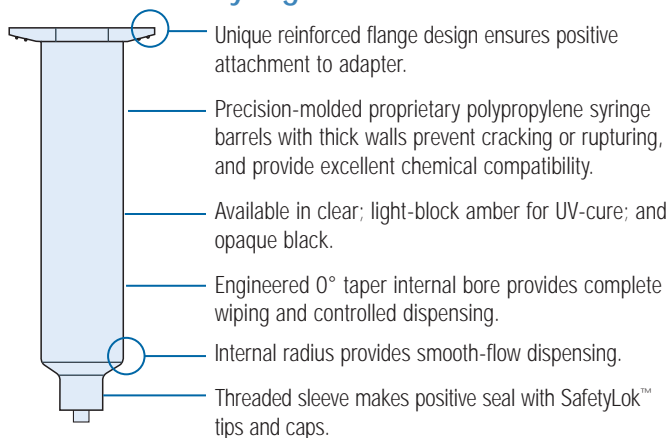 Unique reinforced flange design ensures positive
attachment to adapter.
Precision-molded proprietary polypropylene syringe
barrels with thick walls prevent cracking or rupturing,
and provide excellent chemical compatibility.
Available in clear; light-block amber for UV-cure; and
opaque black.
Engineered 0° taper internal bore provides complete
wiping and controlled dispensing.
Internal radius provides smooth-flow dispensing.
Threaded sleeve makes positive seal with SafetyLok™
tips and caps.